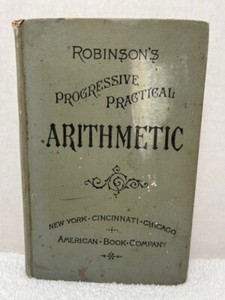 ROBINSON'S
PROGRESSIVE
PRACTICAL
ARITHMETIC
NEW YORK · CINCINNATI · CHICAGO
AMERICAN · BOOK · COMPANY